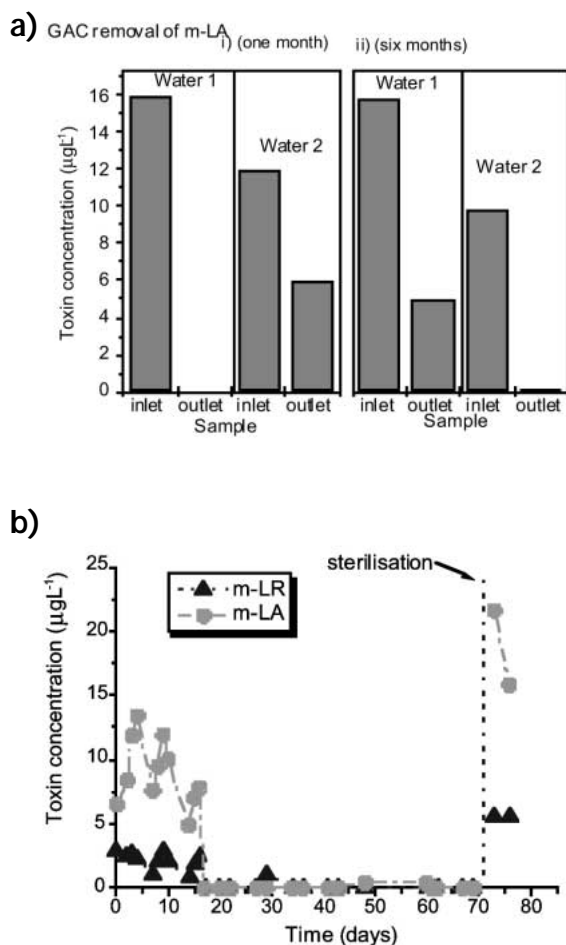 a) GAC removal of m-LA
i) (one month) ii) (six months)
Water 1 Water 2 Water 1 Water 2
Toxin concentration (µgL-1)
16
14
12
10
8
6
4
2
0
inlet outlet inlet outlet inlet outlet inlet outlet
Sample Sample
b)
sterilisation
m-LR
m-LA
Toxin concentration (µgL-1)
25
20
15
10
5
0
0 10 20 30 40 50 60 70 80
Time (days)